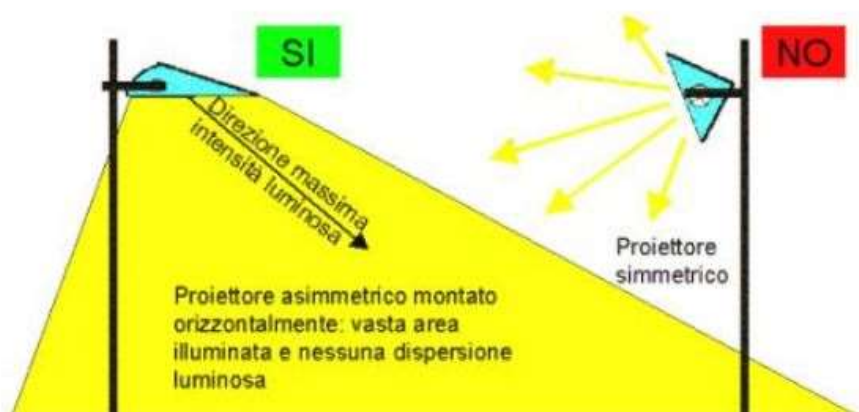 SI
NO
Direzione massima
intensità luminosa
Proiettore
simmetrico
Proiettore asimmetrico montato
orizzontalmente: vasta area
illuminata e nessuna dispersione
luminosa